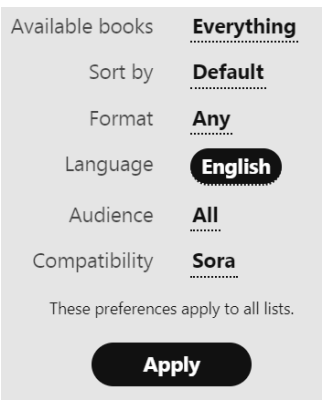 Available books Everything
Sort by Default
Format Any
Language English
Audience All
Compatibility Sora
These preferences apply to all lists.
Apply